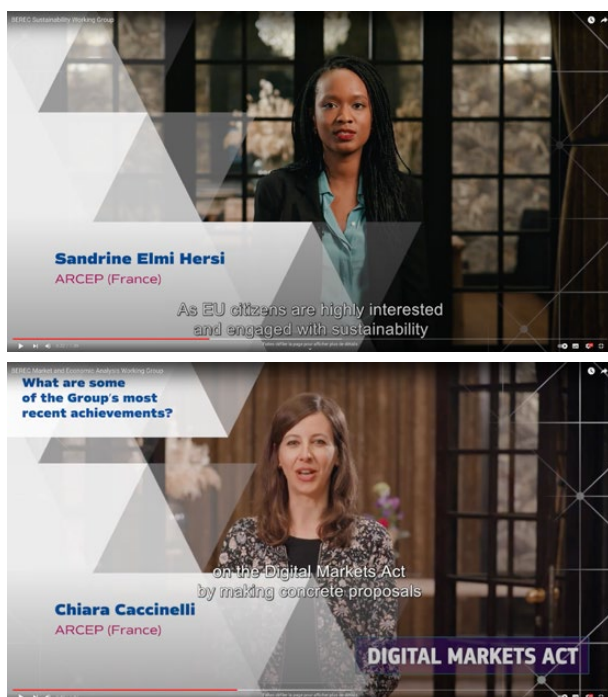 BEREC Sustainability Working Group
Sandrine Elmi Hersi
ARCEP (France)
As EU citizens are highly interested
and engaged with sustainability
BEREC Market and Economic Analysis Working Group
What are some
of the Group's most
recent achievements?
on the Digital Markets Act
by making concrete proposals
Chiara Caccinelli
ARCEP (France)
DIGITAL MARKETS ACT